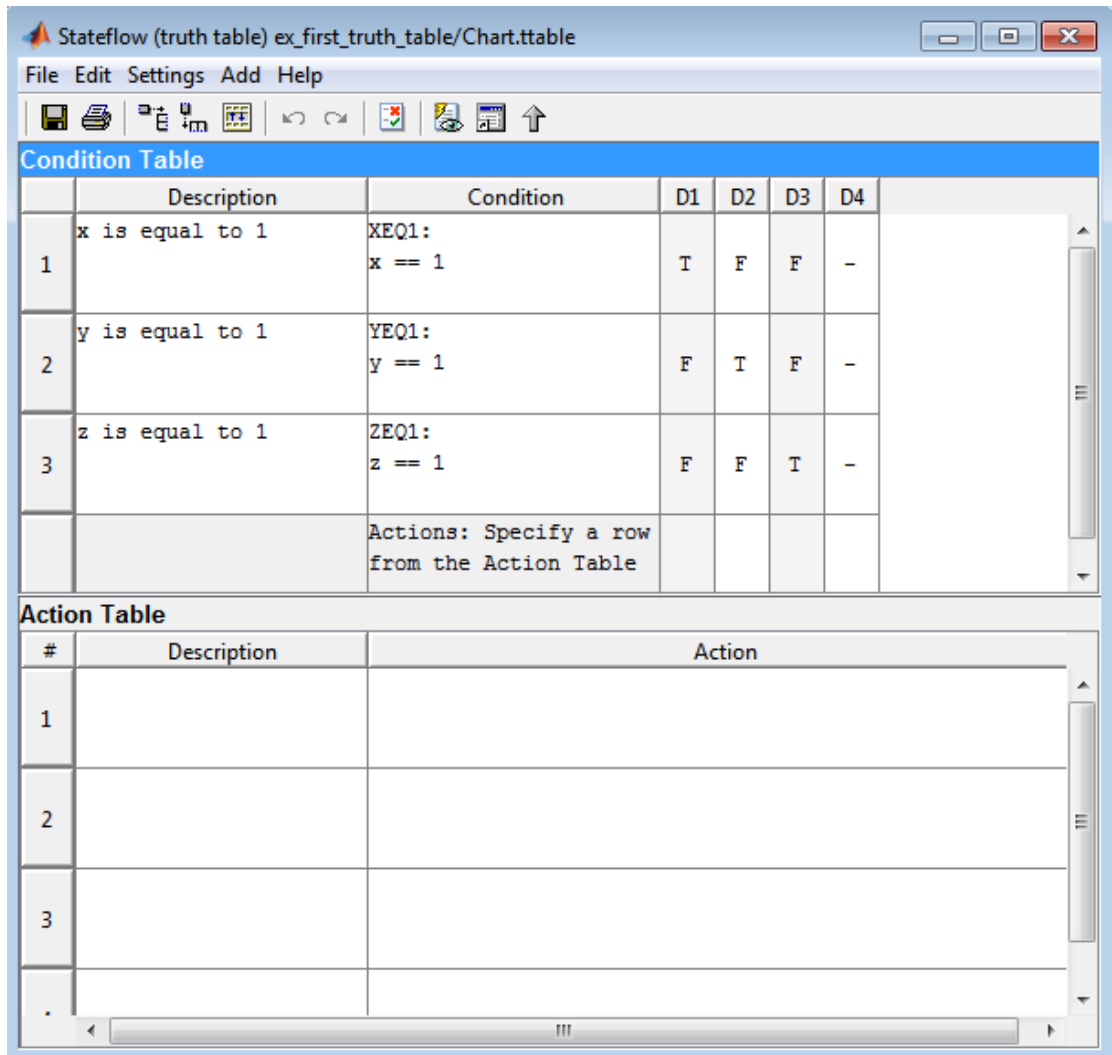 Stateflow (truth table) ex_first_truth_table/Chart.ttable
File Edit Settings Add Help
Condition Table
Description Condition D1 D2 D3 D4
x is equal to 1 XEQ1:
1 x == 1 T F F -
y is equal to 1 YEQ1:
2 y == 1 F T F -
z is equal to 1 ZEQ1:
3 z == 1 F F T -
Actions: Specify a row
from the Action Table
Action Table
# Description Action
1
2
3